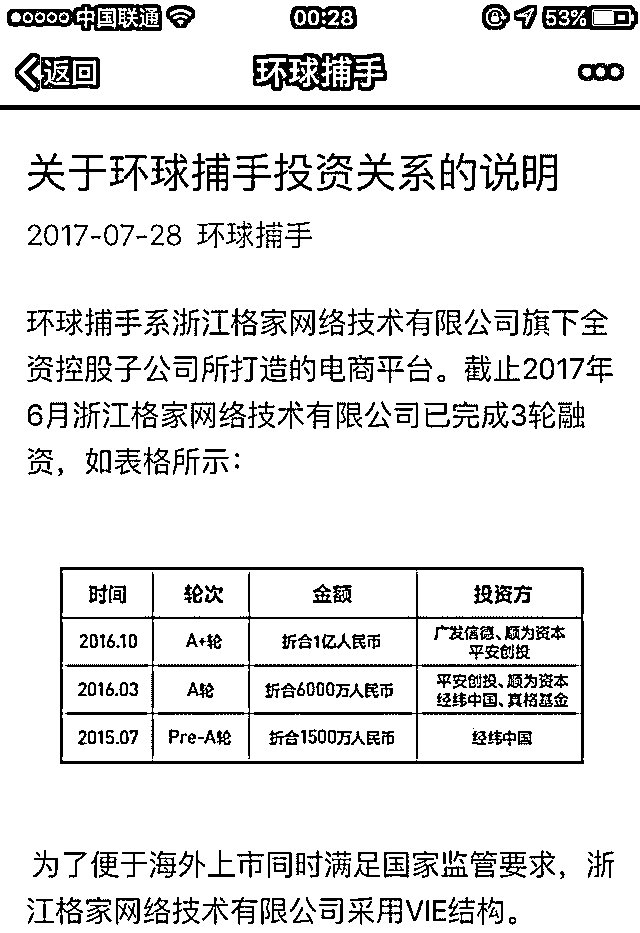 中国联通 00:28 53%
返回 环球捕手
关于环球捕手投资关系的说明
2017-07-28 环球捕手
环球捕手系浙江格家网络技术有限公司旗下全
资控股子公司所打造的电商平台。截止2017年
6月浙江格家网络技术有限公司已完成3轮融
资，如表格所示：
时间 轮次 金额 投资方
2016.10 A+轮 折合1亿人民币 广发信德、顺为资本
平安创投
2016.03 A轮 折合6000万人民币 平安创投、顺为资本
经纬中国、真格基金
2015.07 Pre-A轮 折合1500万人民币 经纬中国
为了便于海外上市同时满足国家监管要求，浙
江格家网络技术有限公司采用VIE结构。